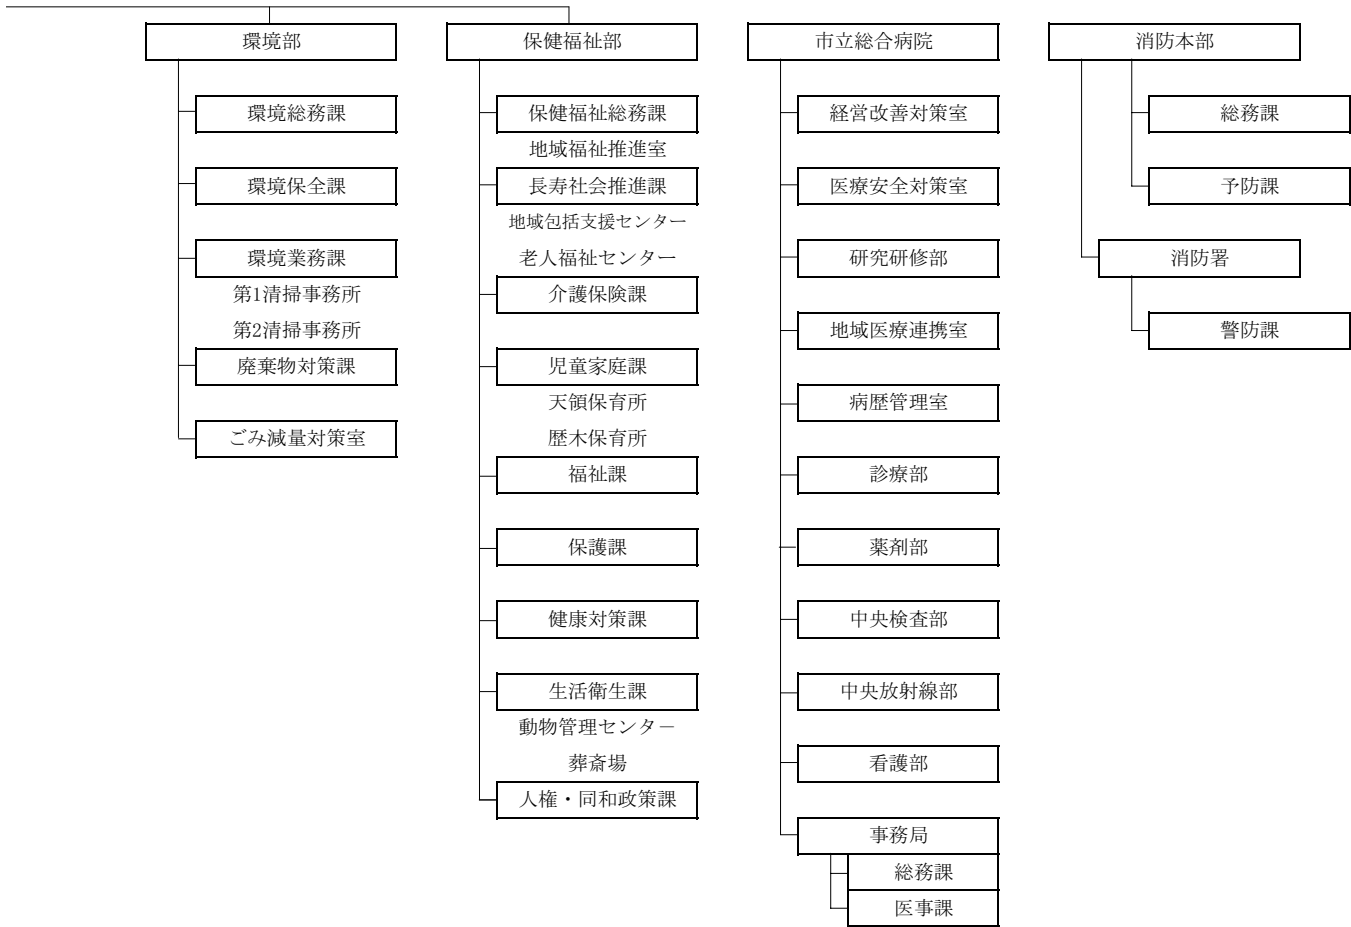 環境部
環境総務課
環境保全課
環境業務課
第1清掃事務所
第2清掃事務所
廃棄物対策課
ごみ減量対策室
保健福祉部
保健福祉総務課
地域福祉推進室
長寿社会推進課
地域包括支援センター
老人福祉センター
介護保険課
児童家庭課
天領保育所
歴木保育所
福祉課
保護課
健康対策課
生活衛生課
動物管理センタ－
葬斎場
人権・同和政策課
市立総合病院
経営改善対策室
医療安全対策室
研究研修部
地域医療連携室
病歴管理室
診療部
薬剤部
中央検査部
中央放射線部
看護部
事務局
総務課
医事課
消防本部
総務課
予防課
消防署
警防課